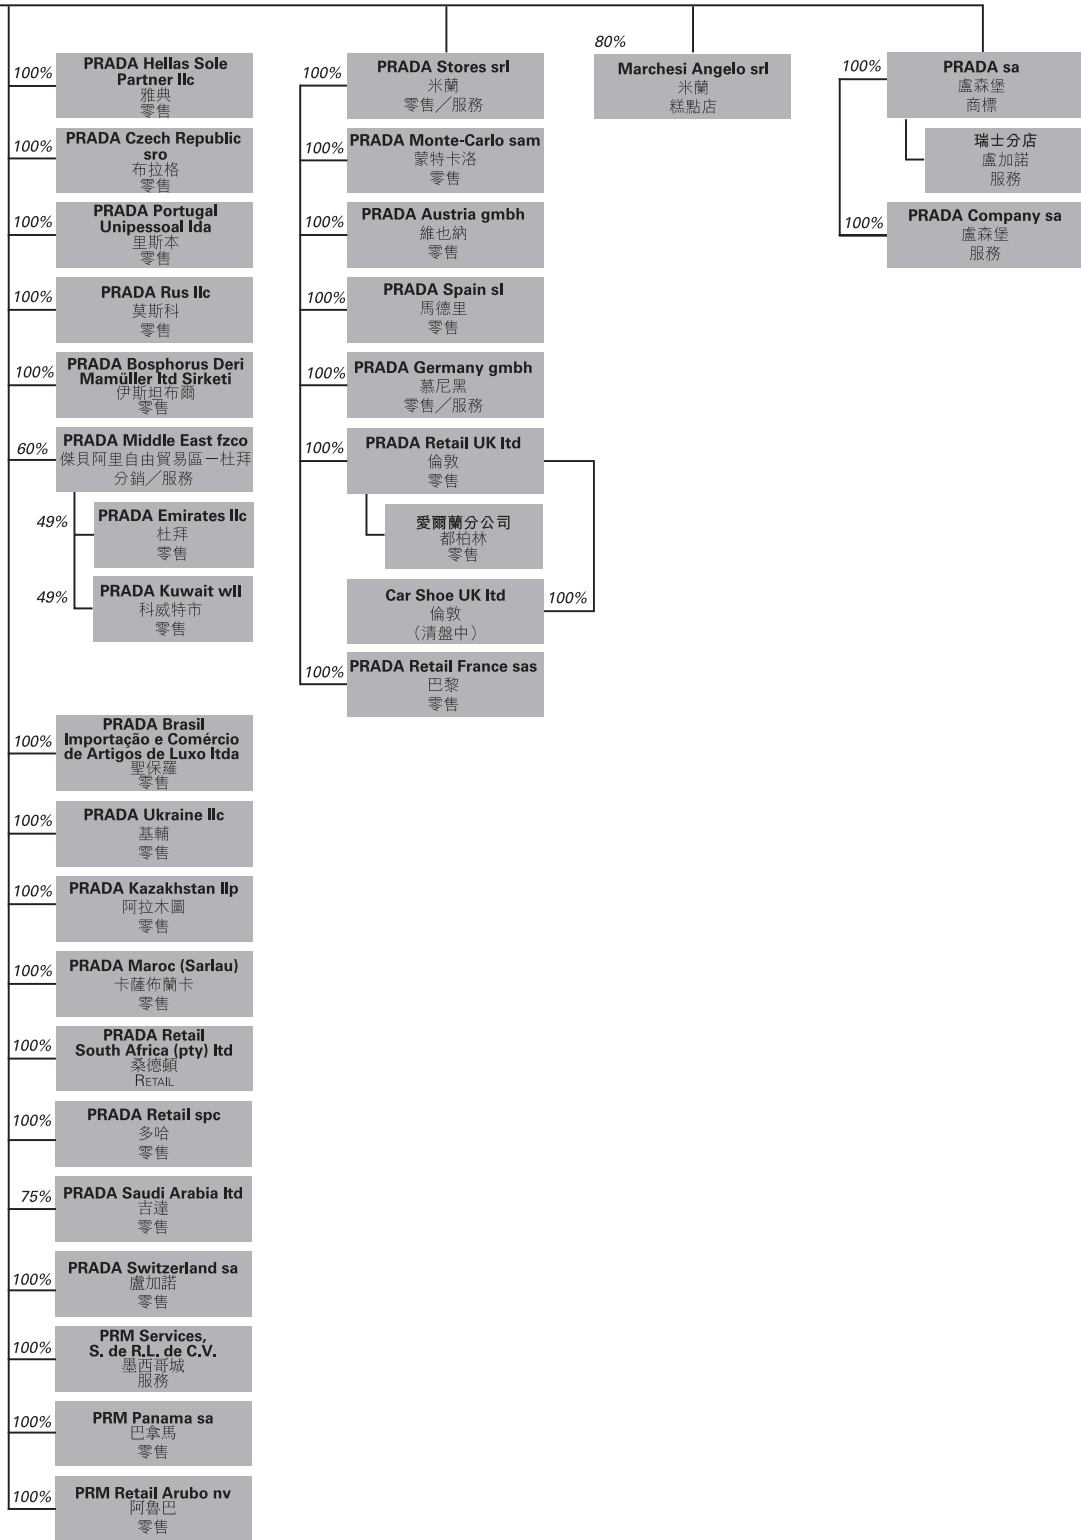 100%
PRADA Hellas Sole
Partner llc
雅典
零售
100%
PRADA Czech Republic
sro
布拉格
零售
100%
PRADA Portugal
Unipessoal lda
里斯本
零售
100%
PRADA Rus llc
莫斯科
零售
100%
PRADA Bosphorus Deri
Mamüller ltd Sirketi
伊斯坦布爾
零售
60%
PRADA Middle East fzco
傑貝阿里自由貿易區－杜拜
分銷／服務
49%
PRADA Emirates llc
杜拜
零售
49%
PRADA Kuwait wll
科威特市
零售
100%
PRADA Brasil
Importação e Comércio
de Artigos de Luxo ltda
聖保羅
零售
100%
PRADA Ukraine llc
基輔
零售
100%
PRADA Kazakhstan llp
阿拉木圖
零售
100%
PRADA Maroc (Sarlau)
卡薩佈蘭卡
零售
100%
PRADA Retail
South Africa (pty) ltd
桑德頓
RETAIL
100%
PRADA Retail spc
多哈
零售
75%
PRADA Saudi Arabia ltd
吉達
零售
100%
PRADA Switzerland sa
盧加諾
零售
100%
PRM Services,
S. de R.L. de C.V.
墨西哥城
服務
100%
PRM Panama sa
巴拿馬
零售
100%
PRM Retail Arubo nv
阿魯巴
零售
100%
PRADA Stores srl
米蘭
零售／服務
100%
PRADA Monte-Carlo sam
蒙特卡洛
零售
100%
PRADA Austria gmbh
維也納
零售
100%
PRADA Spain sl
馬德里
零售
100%
PRADA Germany gmbh
慕尼黑
零售／服務
100%
PRADA Retail UK ltd
倫敦
零售
愛爾蘭分公司
都柏林
零售
Car Shoe UK ltd
倫敦
（清盤中）
100%
100%
PRADA Retail France sas
巴黎
零售
80%
Marchesi Angelo srl
米蘭
糕點店
100%
PRADA sa
盧森堡
商標
瑞士分店
盧加諾
服務
100%
PRADA Company sa
盧森堡
服務